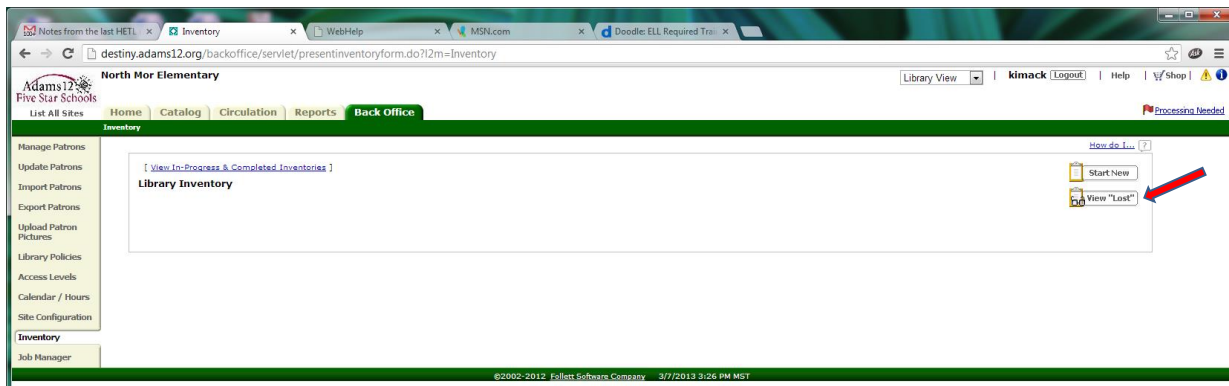 Notes from the last HETL
Inventory
WebHelp
MSN.com
Doodle: ELL Required Trai
destiny.adams12.org/backoffice/servlet/presentinventoryform.do?l2m=Inventory
North Mor Elementary
Library View | kimack Logout | Help | Shop |
Adams12
Five Star Schools
List All Sites
Home Catalog Circulation Reports Back Office
Processing Needed
Inventory
How do I... ?
Manage Patrons
Update Patrons
Import Patrons
Export Patrons
Upload Patron
Pictures
Library Policies
Access Levels
Calendar / Hours
Site Configuration
Inventory
Job Manager
[ View In-Progress & Completed Inventories ]
Library Inventory
Start New
View "Lost"
©2002-2012 Follett Software Company 3/7/2013 3:26 PM MST